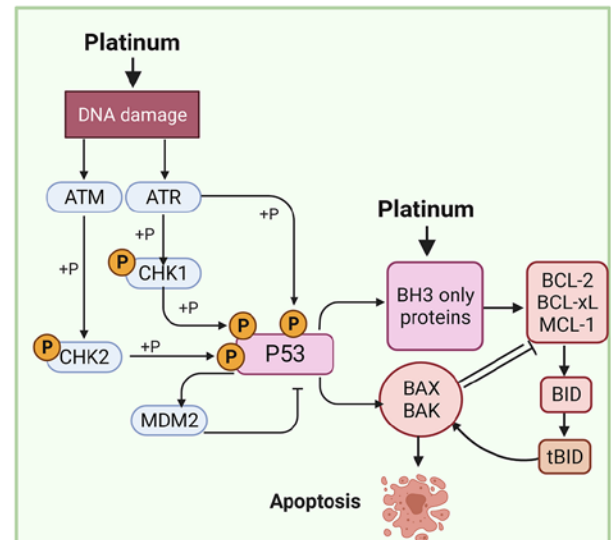 Platinum
DNA damage
ATM
ATR
+P
+P
+P
P
CHK1
+P
Platinum
BH3 only
proteins
BCL-2
BCL-xL
MCL-1
P
P
P
P
CHK2
+P
P53
MDM2
BAX
BAK
BID
tBID
Apoptosis